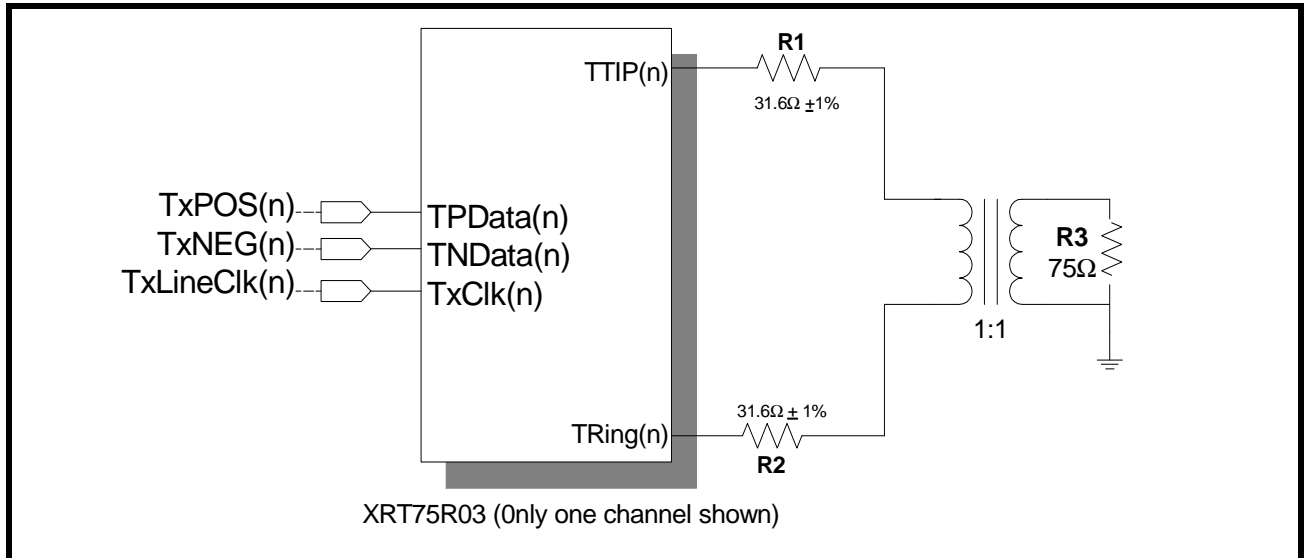 R1
TTIP(n)
31.6Ω ±1%
TxPOS(n)
TPData(n)
TxNEG(n)
TNData(n)
TxLineClk(n)
TxClk(n)
R3
75Ω
1:1
31.6Ω ± 1%
TRing(n)
R2
XRT75R03 (0nly one channel shown)